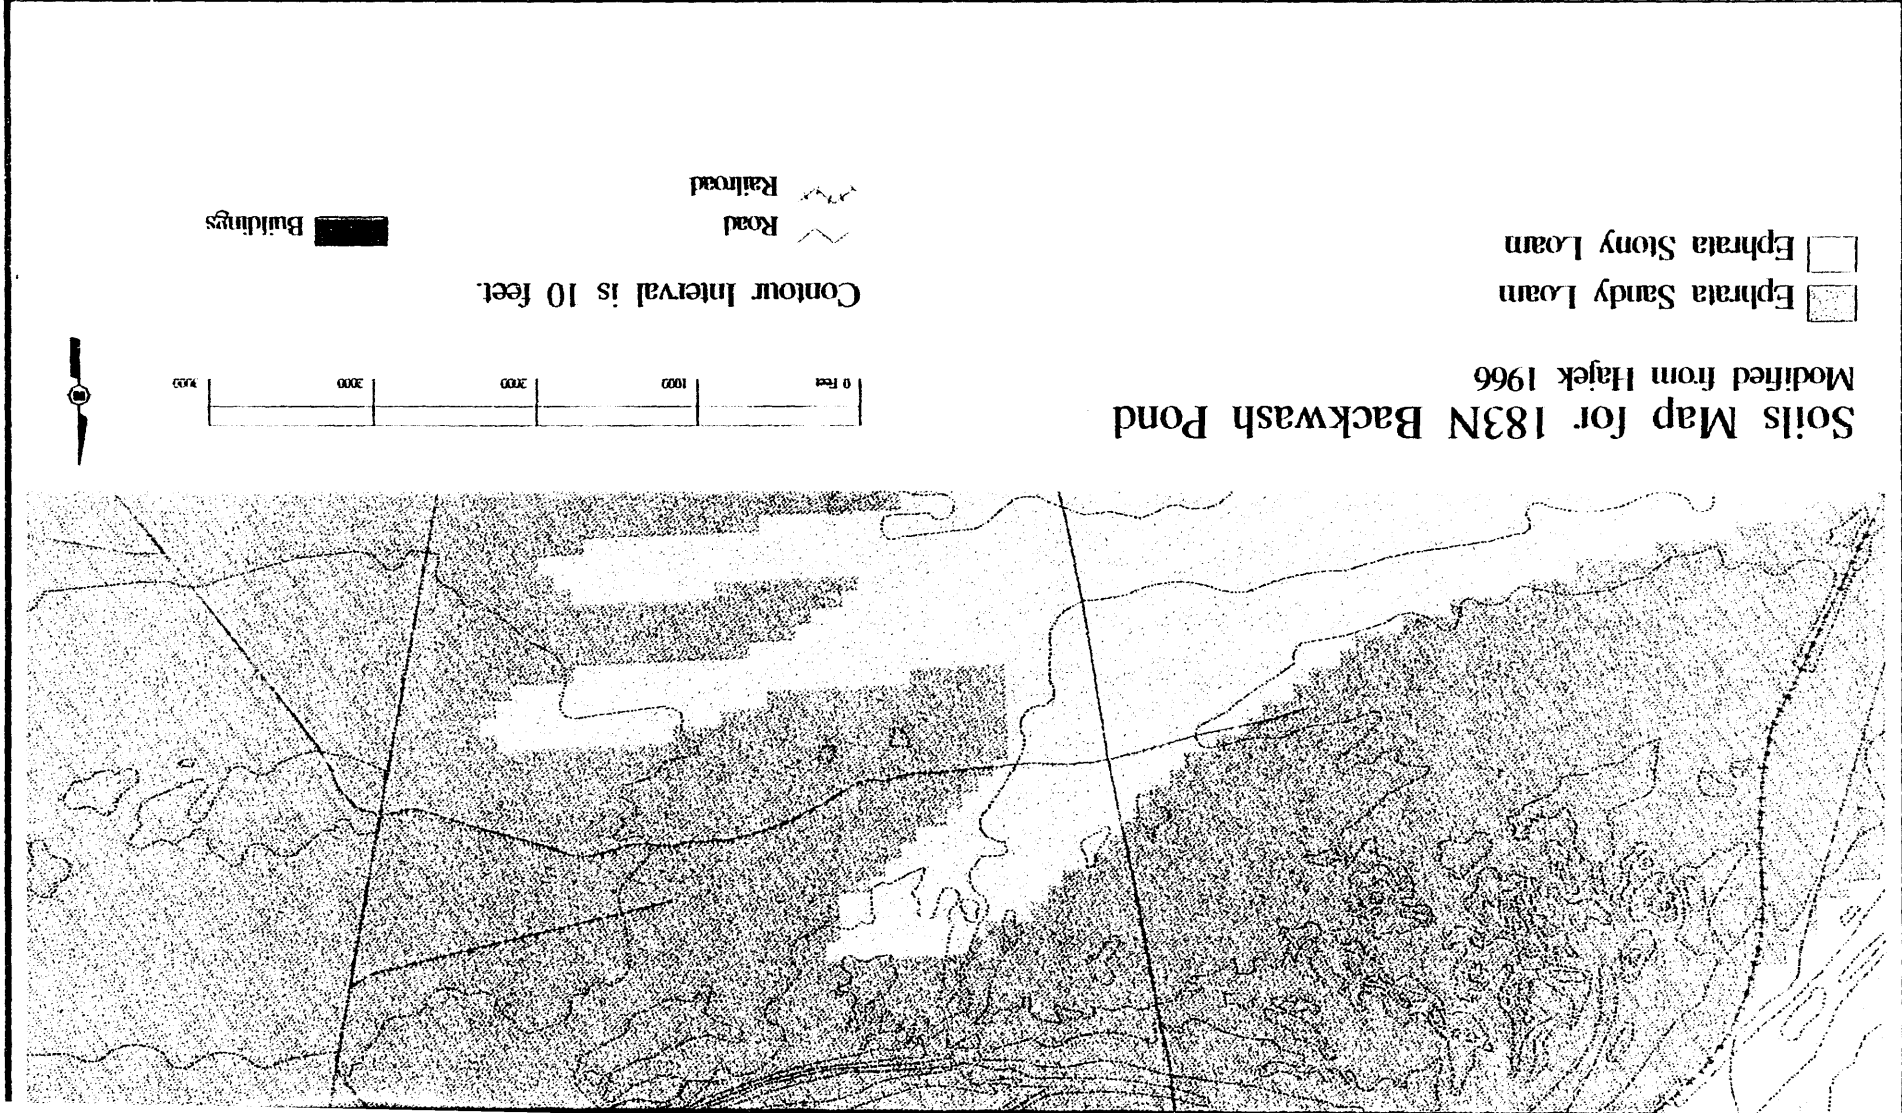 Soils Map for 183N Backwash Pond
Modified from Hajek 1966
Ephrata Sandy Loam
Ephrata Stony Loam
0 Feet 1000 2000 3000
Contour Interval is 10 feet.
Road
Railroad
Buildings